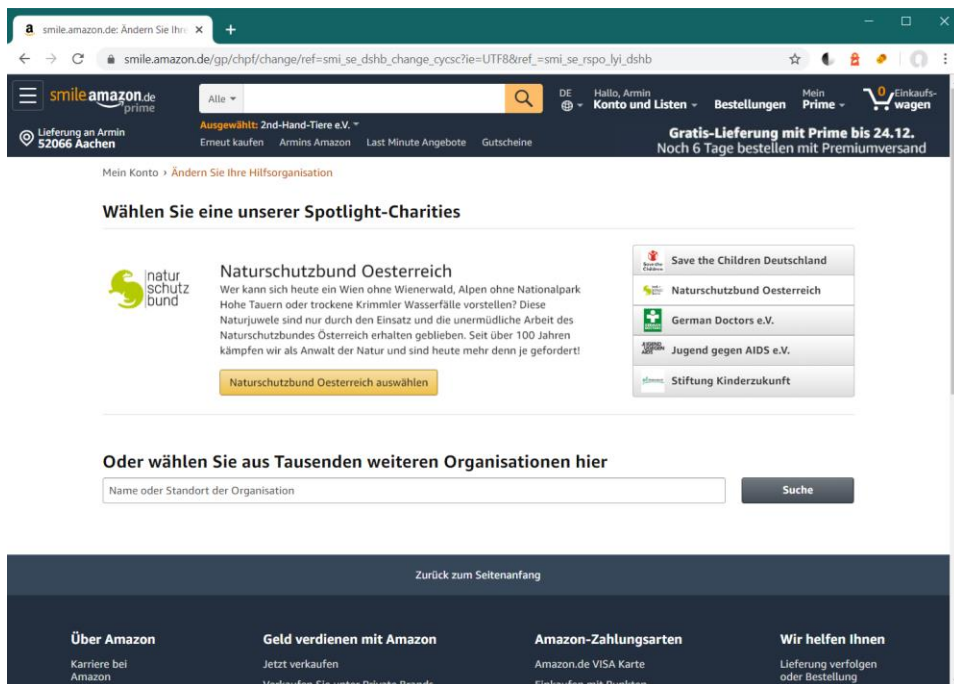 smile.amazon.de: Ändern Sie Ihre
smile.amazon.de/gp/chpf/change/ref=smi_se_dshb_change_cycsc?ie=UTF8&ref_=smi_se_rspo_lyi_dshb
smile amazon.de
prime
Alle
DE
Hallo, Armin
Konto und Listen
Bestellungen
Mein
Prime
0
Einkaufs-
wagen
Lieferung an Armin
52066 Aachen
Ausgewählt: 2nd-Hand-Tiere e.V.
Erneut kaufen Armins Amazon Last Minute Angebote Gutscheine
Gratis-Lieferung mit Prime bis 24.12.
Noch 6 Tage bestellen mit Premiumversand
Mein Konto › Ändern Sie Ihre Hilfsorganisation
Wählen Sie eine unserer Spotlight-Charities
natur
schutz
bund
Naturschutzbund Oesterreich
Wer kann sich heute ein Wien ohne Wienerwald, Alpen ohne Nationalpark
Hohe Tauern oder trockene Krimmler Wasserfälle vorstellen? Diese
Naturjuwele sind nur durch den Einsatz und die unermüdliche Arbeit des
Naturschutzbundes Österreich erhalten geblieben. Seit über 100 Jahren
kämpfen wir als Anwalt der Natur und sind heute mehr denn je gefordert!
Naturschutzbund Oesterreich auswählen
Save the Children Deutschland
Naturschutzbund Oesterreich
German Doctors e.V.
Jugend gegen AIDS e.V.
Stiftung Kinderzukunft
Oder wählen Sie aus Tausenden weiteren Organisationen hier
Name oder Standort der Organisation
Suche
Zurück zum Seitenanfang
Über Amazon
Karriere bei
Amazon
Geld verdienen mit Amazon
Jetzt verkaufen
Verkaufen Sie unter Private Brands
Amazon-Zahlungsarten
Amazon.de VISA Karte
Einkaufen mit Punkten
Wir helfen Ihnen
Lieferung verfolgen
oder Bestellung